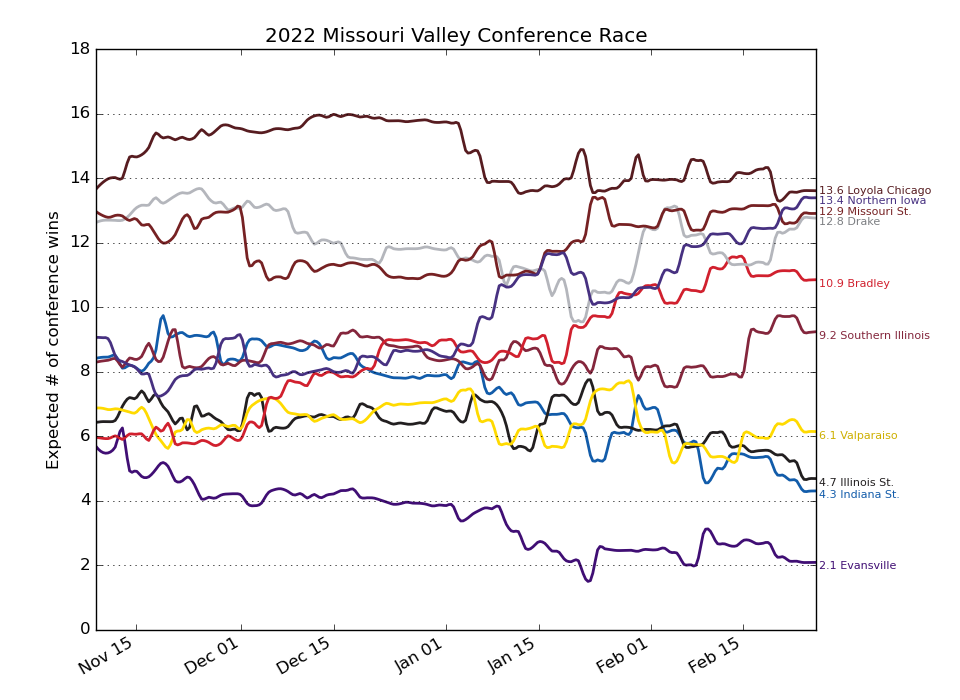 2022 Missouri Valley Conference Race
Expected # of conference wins
18
16
14
12
10
8
6
4
2
0
Nov 15
Dec 01
Dec 15
Jan 01
Jan 15
Feb 01
Feb 15
13.6 Loyola Chicago
13.4 Northern Iowa
12.9 Missouri St.
12.8 Drake
10.9 Bradley
9.2 Southern Illinois
6.1 Valparaiso
4.7 Illinois St.
4.3 Indiana St.
2.1 Evansville